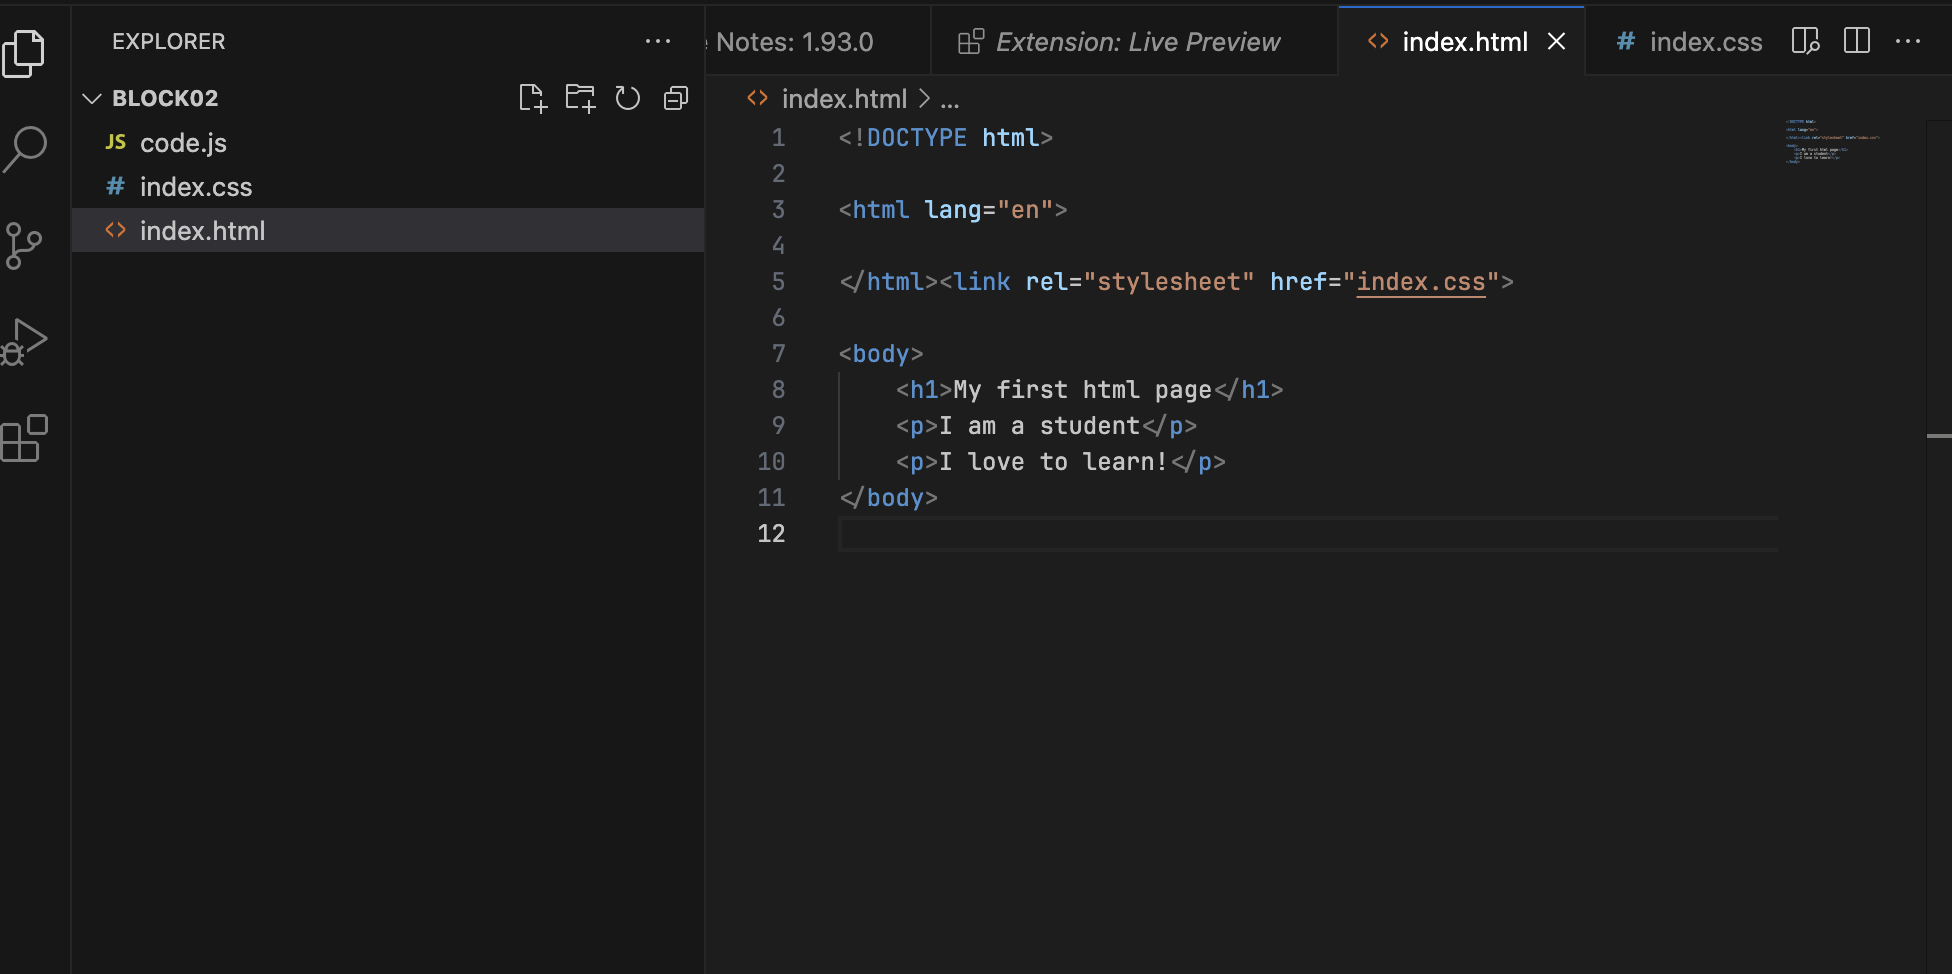 EXPLORER
BLOCK02
JS code.js
# index.css
<> index.html
Notes: 1.93.0
Extension: Live Preview
<> index.html
# index.css
<> index.html > ...
1 <!DOCTYPE html>
2
3 <html lang="en">
4
5 </html><link rel="stylesheet" href="index.css">
6
7 <body>
8 <h1>My first html page</h1>
9 <p>I am a student</p>
10 <p>I love to learn!</p>
11 </body>
12